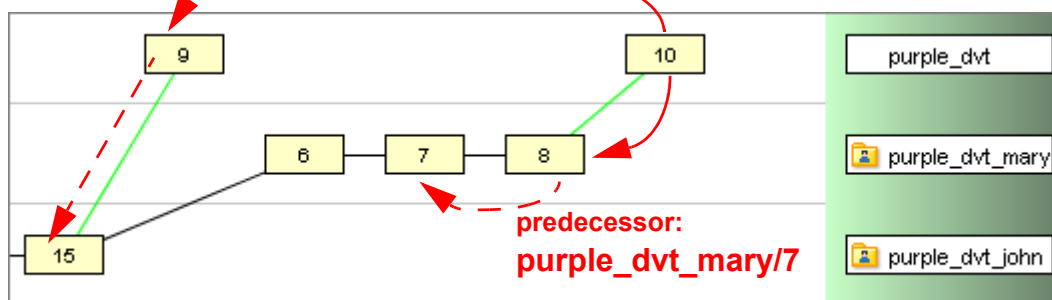 9
10
purple_dvt
6
7
8
purple_dvt_mary
predecessor:
purple_dvt_mary/7
15
purple_dvt_john